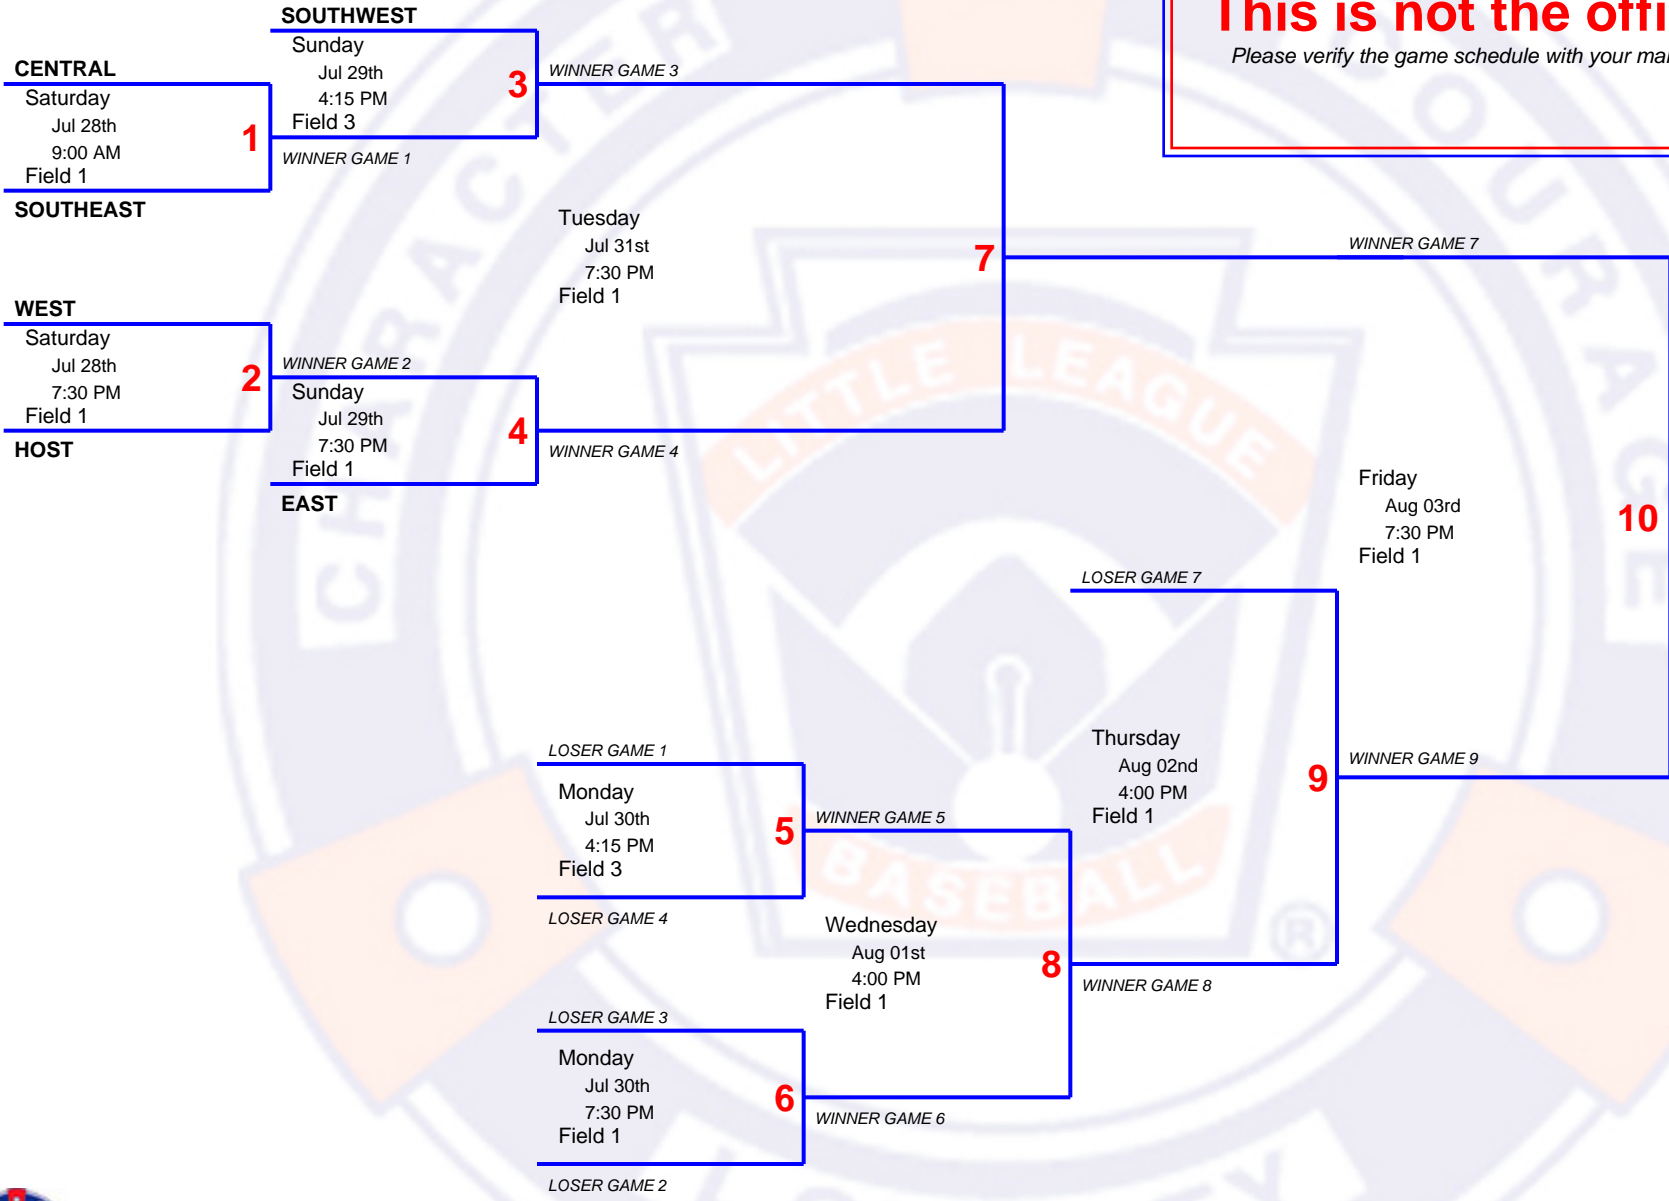 SOUTHWEST
Sunday
Jul 29th
4:15 PM
Field 3
3
WINNER GAME 3
This is not the offi
Please verify the game schedule with your ma
CENTRAL
Saturday
Jul 28th
9:00 AM
Field 1
1
WINNER GAME 1
SOUTHEAST
Tuesday
Jul 31st
7:30 PM
Field 1
7
WINNER GAME 7
WEST
Saturday
Jul 28th
7:30 PM
Field 1
2
HOST
WINNER GAME 2
Sunday
Jul 29th
7:30 PM
Field 1
4
WINNER GAME 4
EAST
Friday
Aug 03rd
7:30 PM
Field 1
10
LOSER GAME 7
Thursday
Aug 02nd
4:00 PM
Field 1
9
WINNER GAME 9
LOSER GAME 1
Monday
Jul 30th
4:15 PM
Field 3
5
WINNER GAME 5
LOSER GAME 4
Wednesday
Aug 01st
4:00 PM
Field 1
8
WINNER GAME 8
LOSER GAME 3
Monday
Jul 30th
7:30 PM
Field 1
6
WINNER GAME 6
LOSER GAME 2
CHARACTER
COURAGE
LITTLE LEAGUE
BASEBALL
®